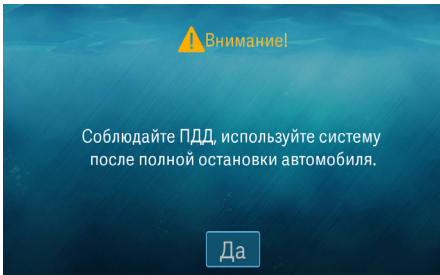 Внимание!
Соблюдайте ПДД, используйте систему
после полной остановки автомобиля.
Да